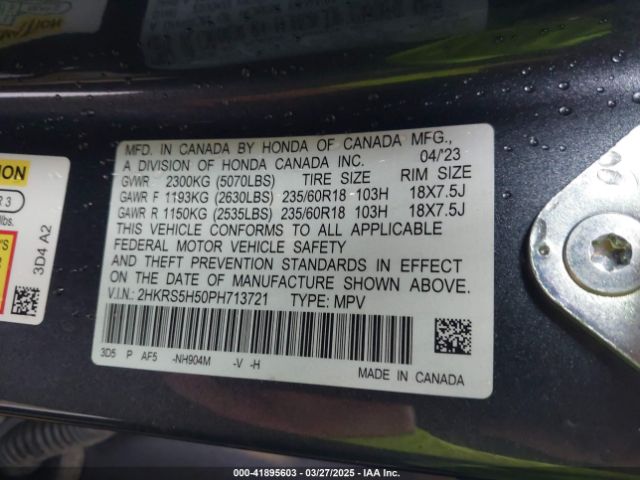 MFD. IN CANADA BY HONDA OF CANADA MFG.,
A DIVISION OF HONDA CANADA INC. 04/'23
GVWR 2300KG (5070LBS) TIRE SIZE RIM SIZE
GAWR F 1193KG (2630LBS) 235/60R18 103H 18X7.5J
GAWR R 1150KG (2535LBS) 235/60R18 103H 18X7.5J
THIS VEHICLE CONFORMS TO ALL APPLICABLE
FEDERAL MOTOR VEHICLE SAFETY
AND THEFT PREVENTION STANDARDS IN EFFECT
ON THE DATE OF MANUFACTURE SHOWN ABOVE.
V.I.N.: 2HKRS5H50PH713721 TYPE: MPV
3D5 P AF5 -NH904M -V -H
MADE IN CANADA
R 3
lbs.
3D4 A2
000-41895603 — 03/27/2025 — IAA Inc.